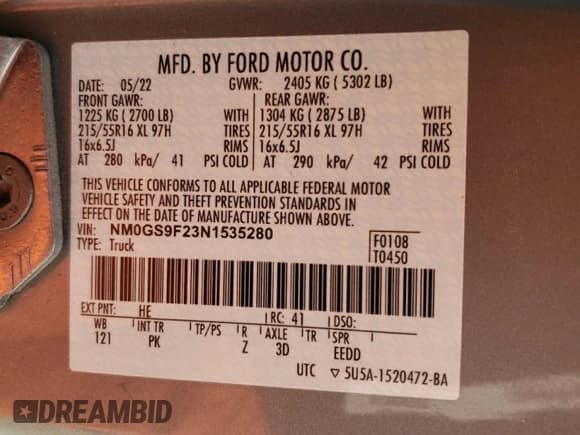 MFD. BY FORD MOTOR CO.
DATE: 05/22 GVWR: 2405 KG ( 5302 LB)
FRONT GAWR: REAR GAWR:
1225 KG ( 2700 LB) WITH 1304 KG ( 2875 LB) WITH
215/55R16 XL 97H TIRES 215/55R16 XL 97H TIRES
16x6.5J RIMS 16x6.5J RIMS
AT 280 kPa/ 41 PSI COLD AT 290 kPa/ 42 PSI COLD
THIS VEHICLE CONFORMS TO ALL APPLICABLE FEDERAL MOTOR
VEHICLE SAFETY AND THEFT PREVENTION STANDARDS IN
EFFECT ON THE DATE OF MANUFACTURE SHOWN ABOVE.
VIN: NM0GS9F23N1535280
TYPE: Truck
F0108
T0450
EXT PNT: HE RC: 41 DSO:
WB INT TR TP/PS R AXLE TR SPR
121 PK Z 3D EEDD
UTC ▽ 5U5A-1520472-BA
DREAMBID